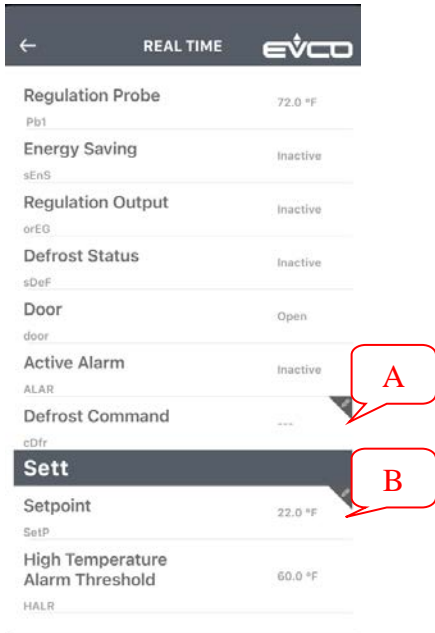 REAL TIME evco
Regulation Probe 72.0 °F
Pb1
Energy Saving Inactive
sEnS
Regulation Output Inactive
orEG
Defrost Status Inactive
sDeF
Door Open
door
Active Alarm Inactive
ALAR
A
Defrost Command ---
cDfr
Sett
B
Setpoint 22.0 °F
SetP
High Temperature
Alarm Threshold 60.0 °F
HALR